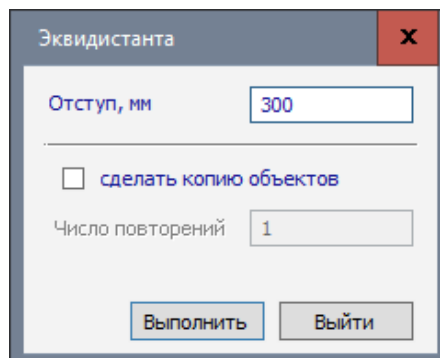 Эквидистанта
Отступ, мм 300
сделать копию объектов
Число повторений 1
Выполнить Выйти